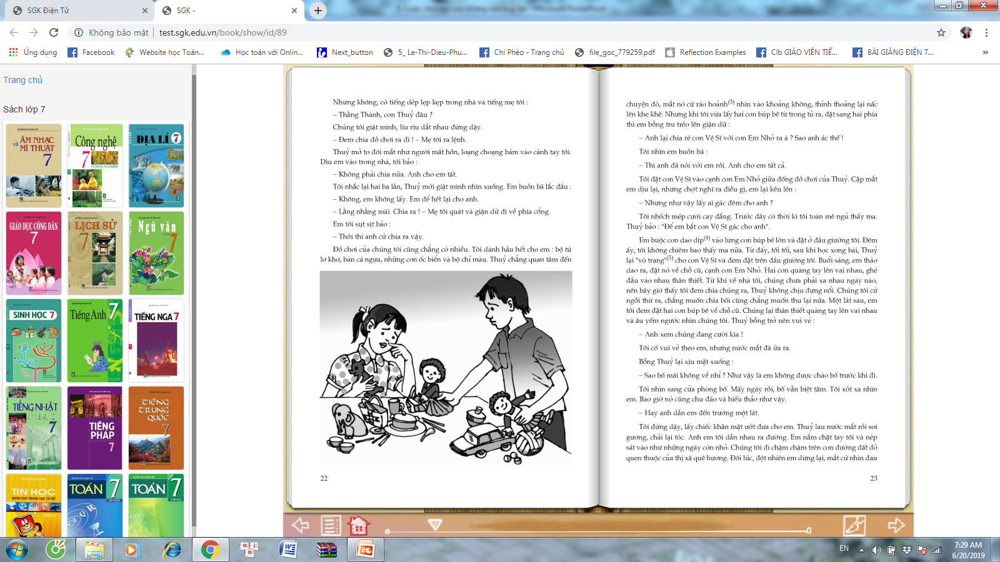 SGK Điện Tử
SGK -
Không bảo mật
test.sgk.edu.vn/book/show/id/89
Ứng dụng
Facebook
Website học Toán...
Học toán với Onlin...
Next_button
5_ Le-Thi-Dieu-Phu...
Chí Phèo - Trang chủ
file_goc_779259.pdf
Reflection Examples
Clb GIÁO VIÊN TIẾ...
BÀI GIẢNG ĐIỆN T...
»
Trang chủ
Sách lớp 7
ÂM NHẠC
và MĨ THUẬT
7
Công nghệ
7
NÔNG NGHIỆP
ĐỊA LÍ 7
GIÁO DỤC CÔNG DÂN
7
LỊCH SỬ
7
Ngữ văn
7
SINH HỌC 7
Tiếng Anh 7
English
TIẾNG NGA 7
TIẾNG NHẬT
にほんご
7
TIẾNG
PHÁP
7
TIẾNG
TRUNG
QUỐC
7
TIN HỌC
DÀNH CHO TRUNG HỌC CƠ SỞ
TOÁN 7
TẬP MỘT
TOÁN 7
TẬP HAI
Nhưng không, có tiếng dép lẹp kẹp trong nhà và tiếng mẹ tôi :
– Thằng Thành, con Thuỷ đâu ?
Chúng tôi giật mình, líu ríu dắt nhau đứng dậy.
– Đem chia đồ chơi ra đi ! – Mẹ tôi ra lệnh.
Thuỷ mở to đôi mắt như người mất hồn, loạng choạng bám vào cánh tay tôi.
Dìu em vào trong nhà, tôi bảo :
– Không phải chia nữa. Anh cho em tất.
Tôi nhắc lại hai ba lần, Thuỷ mới giật mình nhìn xuống. Em buồn bã lắc đầu :
– Không, em không lấy. Em để hết lại cho anh.
– Lằng nhằng mãi. Chia ra ! – Mẹ tôi quát và giận dữ đi về phía cổng.
Em tôi sụt sịt bảo :
– Thôi thì anh cứ chia ra vậy.
Đồ chơi của chúng tôi cũng chẳng có nhiều. Tôi dành hầu hết cho em : bộ tú
lơ khơ, bàn cá ngựa, những con ốc biển và bộ chỉ màu. Thuỷ chẳng quan tâm đến
22
chuyện đó, mắt nó cứ ráo hoảnh(3) nhìn vào khoảng không, thỉnh thoảng lại nấc
lên khe khẽ. Nhưng khi tôi vừa lấy hai con búp bê từ trong tủ ra, đặt sang hai phía
thì em bỗng tru tréo lên giận dữ :
– Anh lại chia rẽ con Vệ Sĩ với con Em Nhỏ ra à ? Sao anh ác thế !
Tôi nhìn em buồn bã :
– Thì anh đã nói với em rồi. Anh cho em tất cả.
Tôi đặt con Vệ Sĩ vào cạnh con Em Nhỏ giữa đống đồ chơi của Thuỷ. Cặp mắt
em dịu lại, nhưng chợt nghĩ ra điều gì, em lại kêu lên :
– Nhưng như vậy lấy ai gác đêm cho anh ?
Tôi nhếch mép cười cay đắng. Trước đây có thời kì tôi toàn mê ngủ thấy ma.
Thuỷ bảo : "Để em bắt con Vệ Sĩ gác cho anh".
Em buộc con dao díp(4) vào lưng con búp bê lớn và đặt ở đầu giường tôi. Đêm
ấy, tôi không chiêm bao thấy ma nữa. Từ đấy, tối tối, sau khi học xong bài, Thuỷ
lại "võ trang"(5) cho con Vệ Sĩ và đem đặt trên đầu giường tôi. Buổi sáng, em tháo
dao ra, đặt nó về chỗ cũ, cạnh con Em Nhỏ. Hai con quàng tay lên vai nhau, ghé
đầu vào nhau thân thiết. Từ khi về nhà tôi, chúng chưa phải xa nhau ngày nào,
nên bây giờ thấy tôi đem chia chúng ra, Thuỷ không chịu đựng nổi. Chúng tôi cứ
ngồi thừ ra, chẳng muốn chia bôi cũng chẳng muốn thu lại nữa. Một lát sau, em
tôi đem đặt hai con búp bê về chỗ cũ. Chúng lại thân thiết quàng tay lên vai nhau
và âu yếm ngước nhìn chúng tôi. Thuỷ bỗng trở nên vui vẻ :
– Anh xem chúng đang cười kìa !
Tôi cố vui vẻ theo em, nhưng nước mắt đã ứa ra.
Bỗng Thuỷ lại xịu mặt xuống :
– Sao bố mãi không về nhỉ ? Như vậy là em không được chào bố trước khi đi.
Tôi nhìn sang cửa phòng bố. Mấy ngày rồi, bố vẫn biệt tăm. Tôi xót xa nhìn
em. Bao giờ nó cũng chu đáo và hiếu thảo như vậy.
– Hay anh dẫn em đến trường một lát.
Tôi đứng dậy, lấy chiếc khăn mặt ướt đưa cho em. Thuỷ lau nước mắt rồi soi
gương, chải lại tóc. Anh em tôi dẫn nhau ra đường. Em nắm chặt tay tôi và nép
sát vào như những ngày còn nhỏ. Chúng tôi đi chậm chậm trên con đường đất đỏ
quen thuộc của thị xã quê hương. Đôi lúc, đột nhiên em dừng lại, mắt cứ nhìn đau
23
EN
7:29 AM
6/20/2019